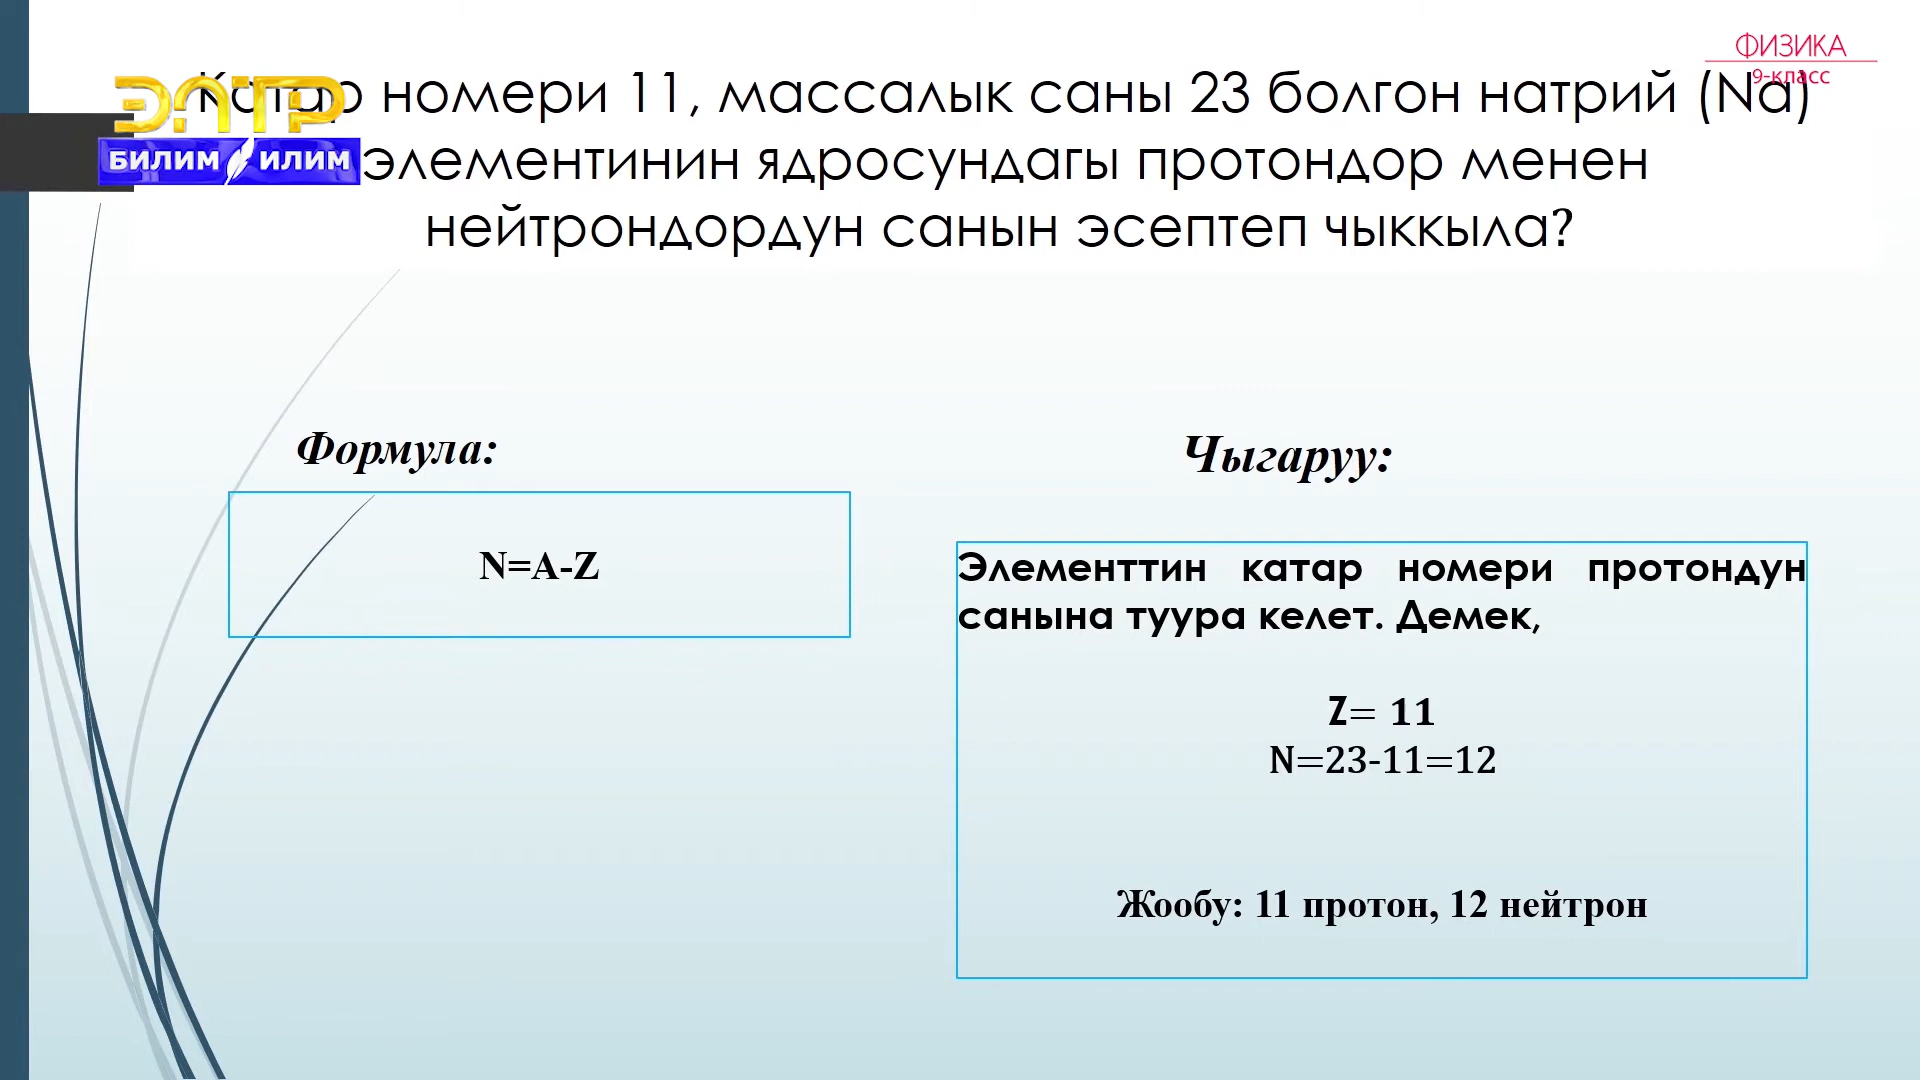 ФИЗИКА
9-класс
ЭЛТР
БИЛИМ ИЛИМ
Катар номери 11, массалык саны 23 болгон натрий (Na)
элементинин ядросундагы протондор менен
нейтрондордун санын эсептеп чыккыла?
Формула:
N=A-Z
Чыгаруу:
Элементтин катар номери протондун
санына туура келет. Демек,
Z= 11
N=23-11=12
Жообу: 11 протон, 12 нейтрон